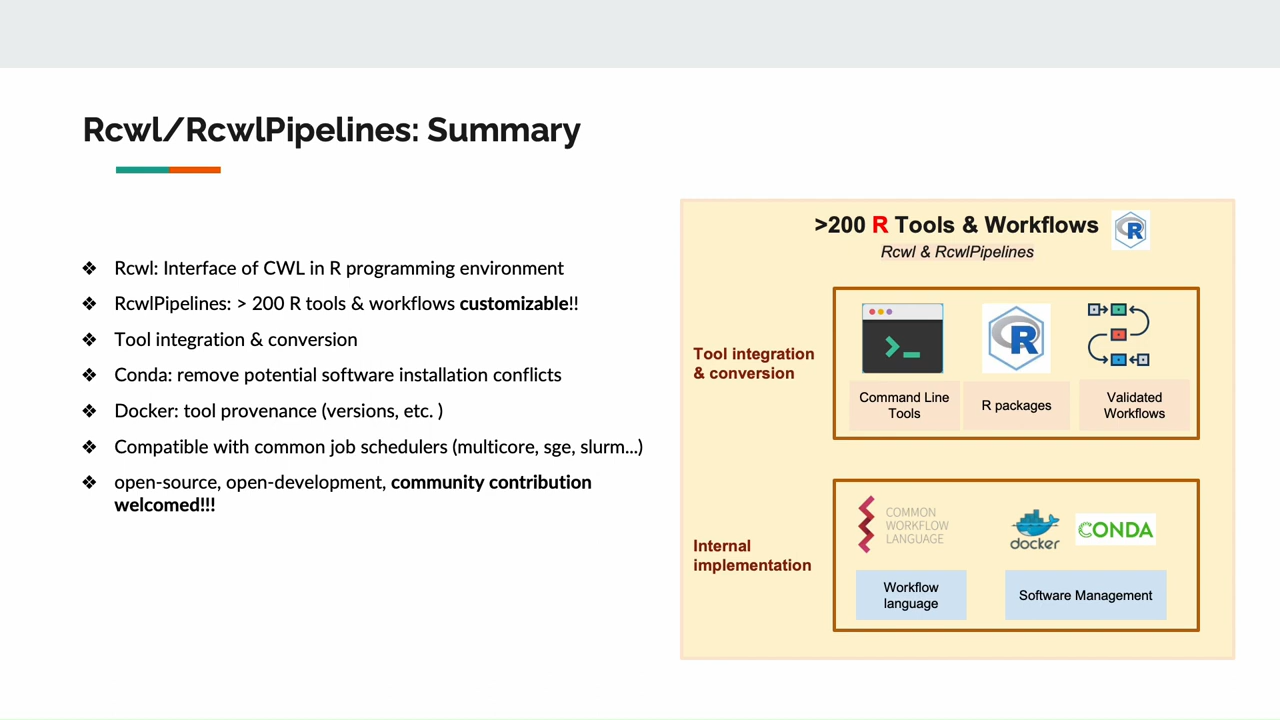 Rcwl/RcwlPipelines: Summary
❖ Rcwl: Interface of CWL in R programming environment
❖ RcwlPipelines: > 200 R tools & workflows customizable!!
❖ Tool integration & conversion
❖ Conda: remove potential software installation conflicts
❖ Docker: tool provenance (versions, etc. )
❖ Compatible with common job schedulers (multicore, sge, slurm...)
❖ open-source, open-development, community contribution
welcomed!!!
>200 R Tools & Workflows
R
Rcwl & RcwlPipelines
Tool integration
& conversion
>_
R
Command Line
Tools
R packages
Validated
Workflows
Internal
implementation
COMMON
WORKFLOW
LANGUAGE
docker
CONDA
Workflow
language
Software Management